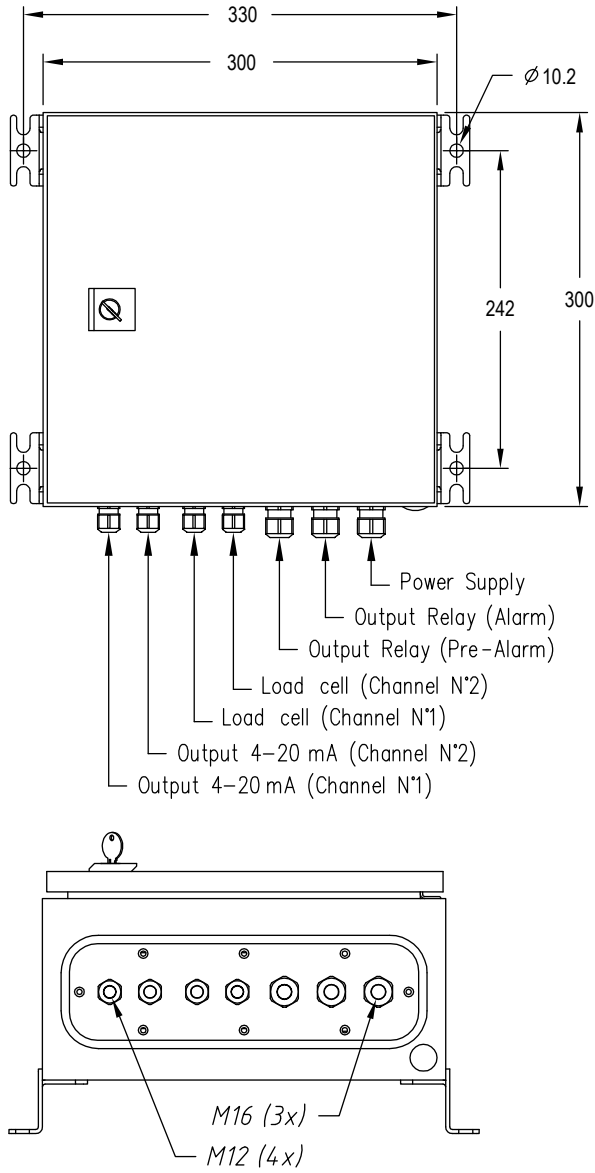 330
300
Ø10.2
242
300
Power Supply
Output Relay (Alarm)
Output Relay (Pre-Alarm)
Load cell (Channel N°2)
Load cell (Channel N°1)
Output 4-20 mA (Channel N°2)
Output 4-20 mA (Channel N°1)
M16 (3x)
M12 (4x)